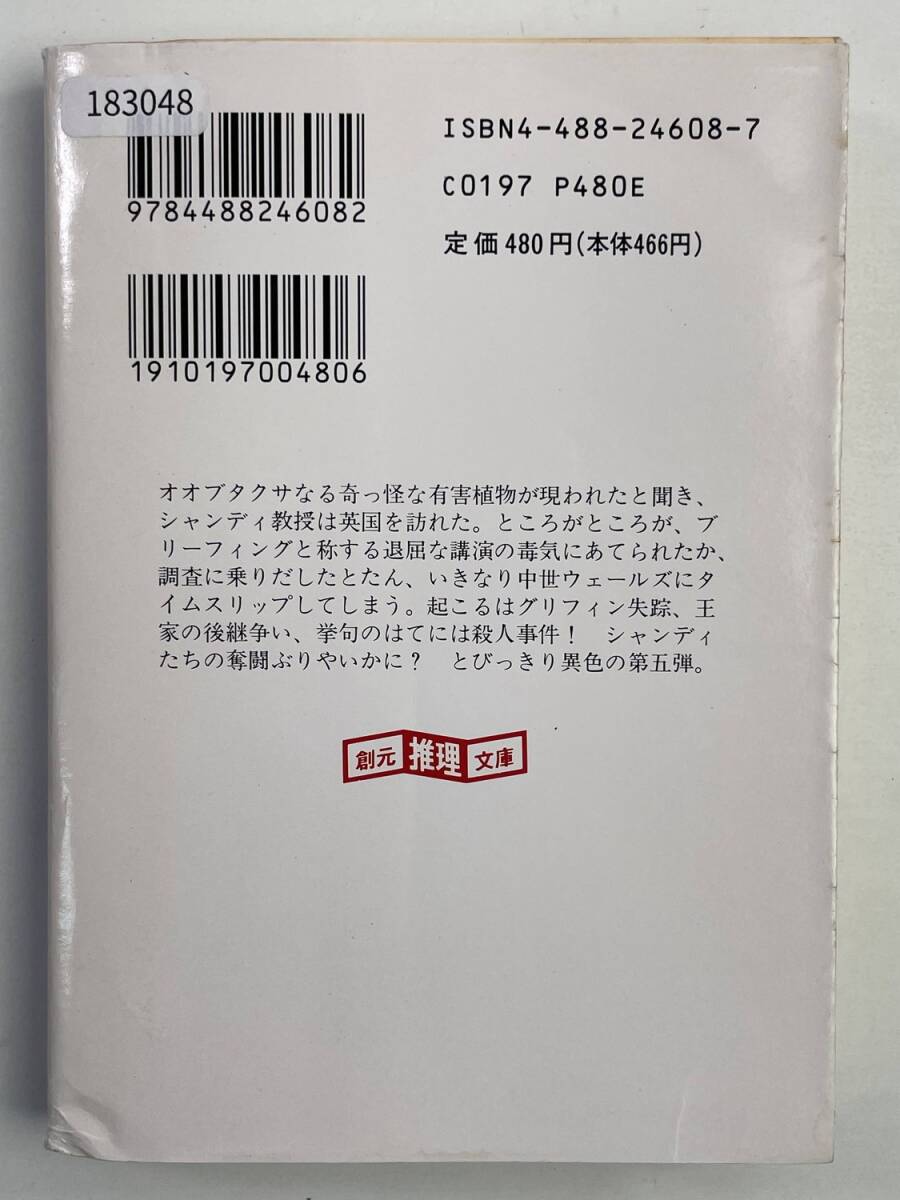 183048
ISBN4-488-24608-7
9784488246082
C0197 P480E
定価480円(本体466円)
1910197004806
オオブタクサなる奇っ怪な有害植物が現われたと聞き、
シャンディ教授は英国を訪れた。ところがところが、ブ
リーフィングと称する退屈な講演の毒気にあてられたか、
調査に乗りだしたとたん、いきなり中世ウェールズにタ
イムスリップしてしまう。起こるはグリフィン失踪、王
家の後継争い、挙句のはてには殺人事件！　シャンディ
たちの奮闘ぶりやいかに？　とびっきり異色の第五弾。
創元推理文庫